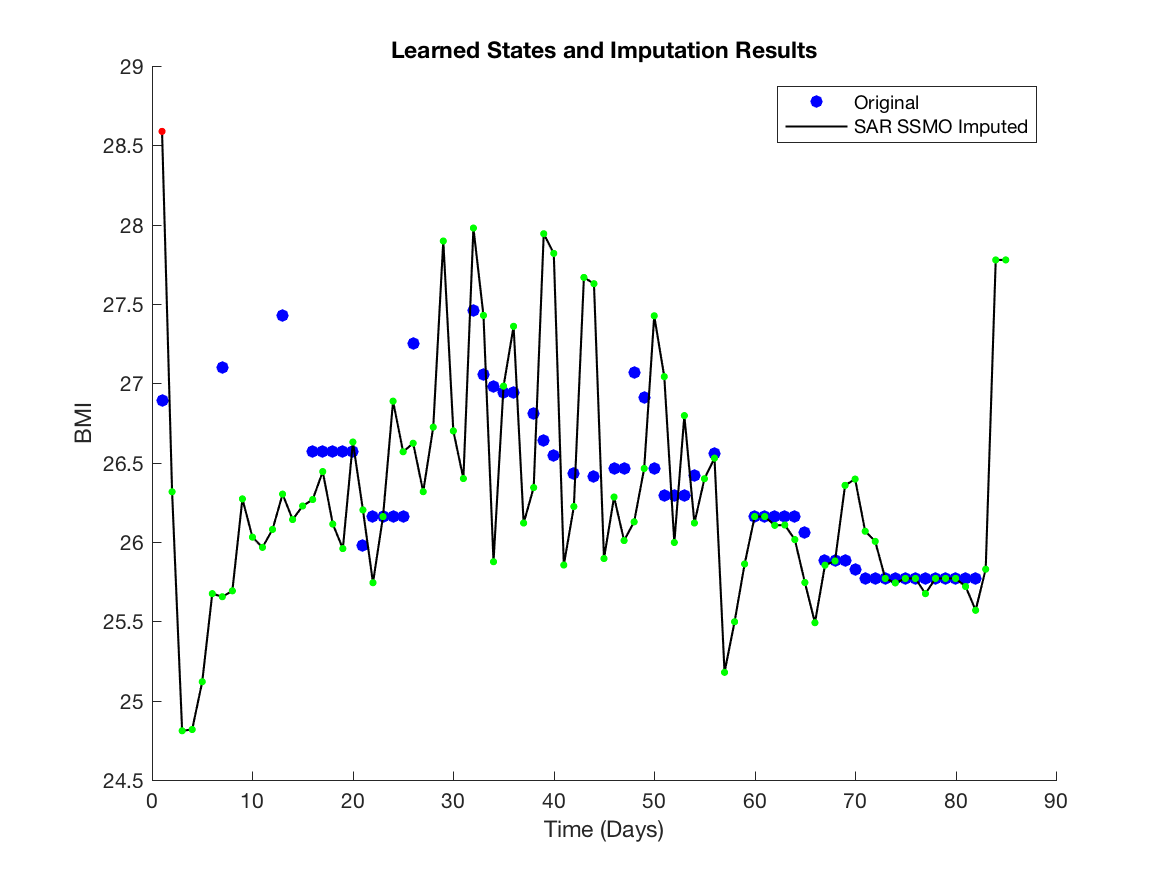 Learned States and Imputation Results
29
28.5
28
27.5
27
26.5
26
25.5
25
24.5
BMI
Original
SAR SSMO Imputed
0 10 20 30 40 50 60 70 80 90
Time (Days)